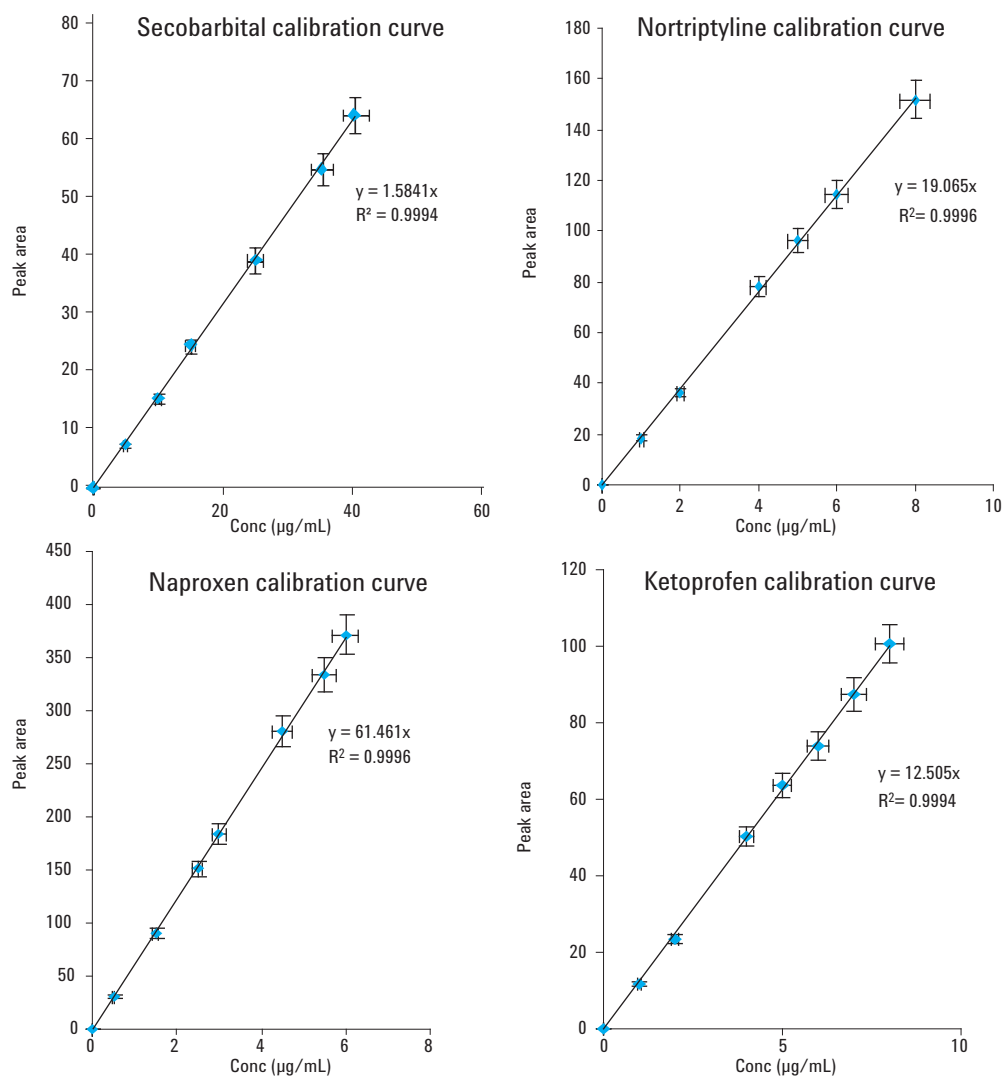 Secobarbital calibration curve
80
70
60
50
40
30
20
10
0
Peak area
y = 1.5841x
R² = 0.9994
0 20 40 60
Conc (µg/mL)
Nortriptyline calibration curve
180
160
140
120
100
80
60
40
20
0
Peak area
y = 19.065x
R²= 0.9996
0 2 4 6 8 10
Conc (µg/mL)
Naproxen calibration curve
450
400
350
300
250
200
150
100
50
0
Peak area
y = 61.461x
R² = 0.9996
0 2 4 6 8
Conc (µg/mL)
Ketoprofen calibration curve
120
100
80
60
40
20
0
Peak area
y = 12.505x
R²= 0.9994
0 5 10
Conc (µg/mL)